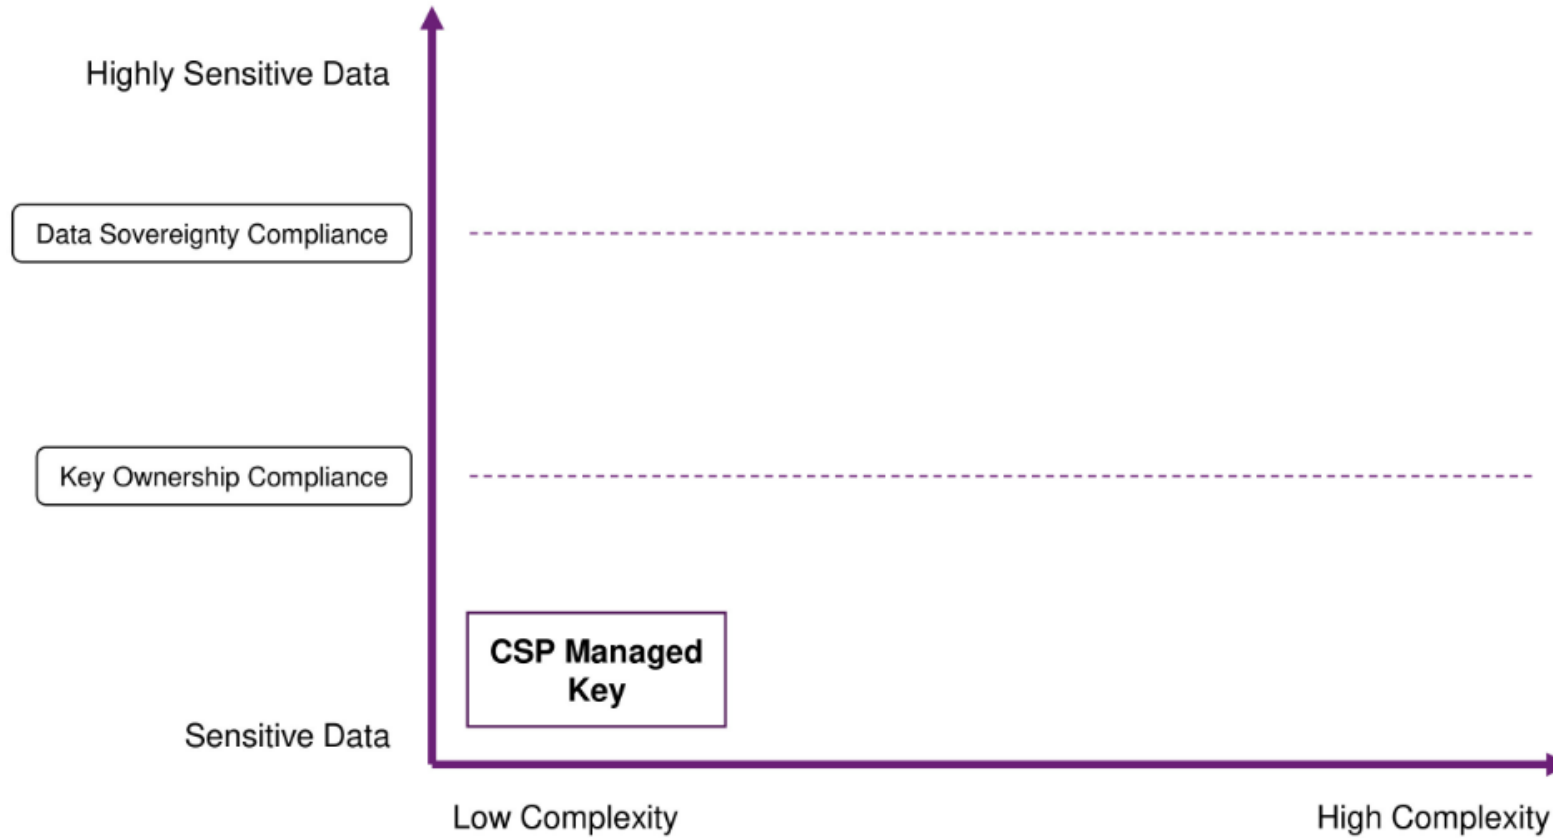 Highly Sensitive Data
Data Sovereignty Compliance
Key Ownership Compliance
CSP Managed
Key
Sensitive Data
Low Complexity
High Complexity